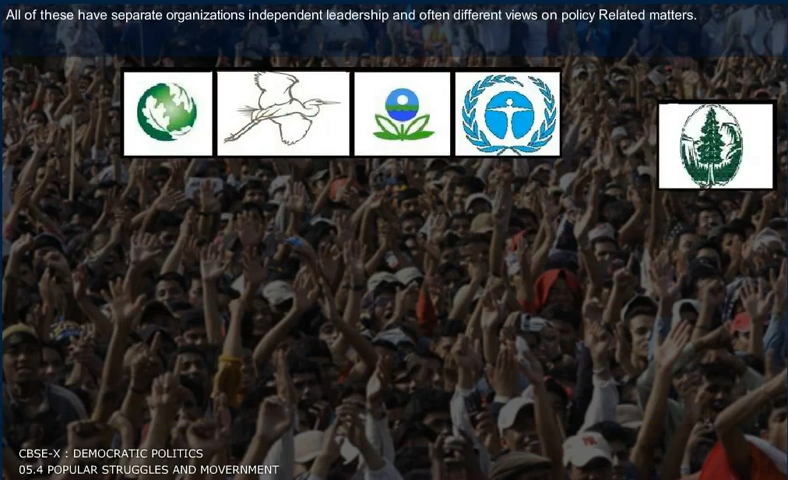 All of these have separate organizations independent leadership and often different views on policy Related matters.
CBSE-X : DEMOCRATIC POLITICS
05.4 POPULAR STRUGGLES AND MOVERNMENT